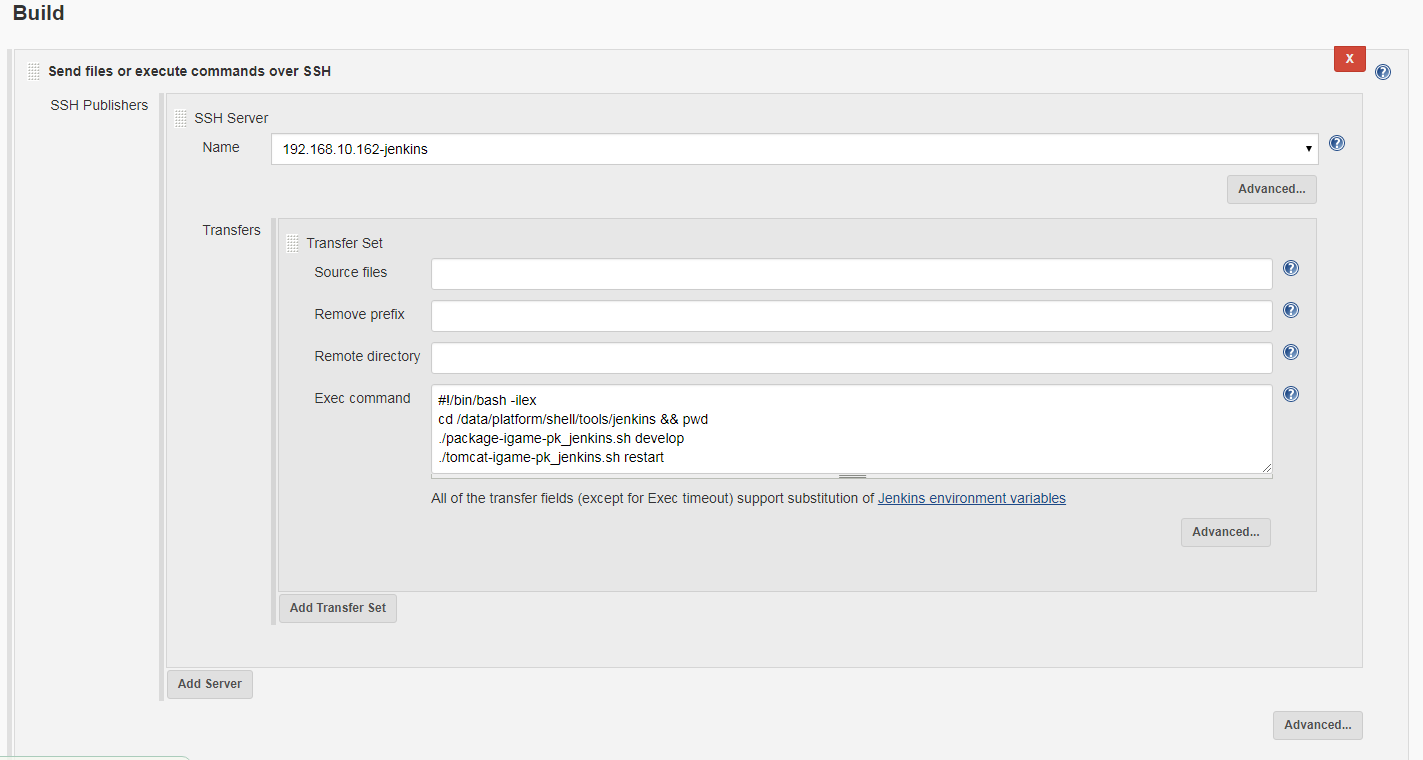 Build
X
Send files or execute commands over SSH
?
SSH Publishers
SSH Server
Name
192.168.10.162-jenkins
?
Advanced...
Transfers
Transfer Set
Source files
?
Remove prefix
?
Remote directory
?
Exec command
?
#!/bin/bash -ilex
cd /data/platform/shell/tools/jenkins && pwd
./package-igame-pk_jenkins.sh develop
./tomcat-igame-pk_jenkins.sh restart
All of the transfer fields (except for Exec timeout) support substitution of Jenkins environment variables
Advanced...
Add Transfer Set
Add Server
Advanced...